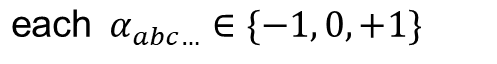 each α_{abc…} ∈ {−1, 0, +1}